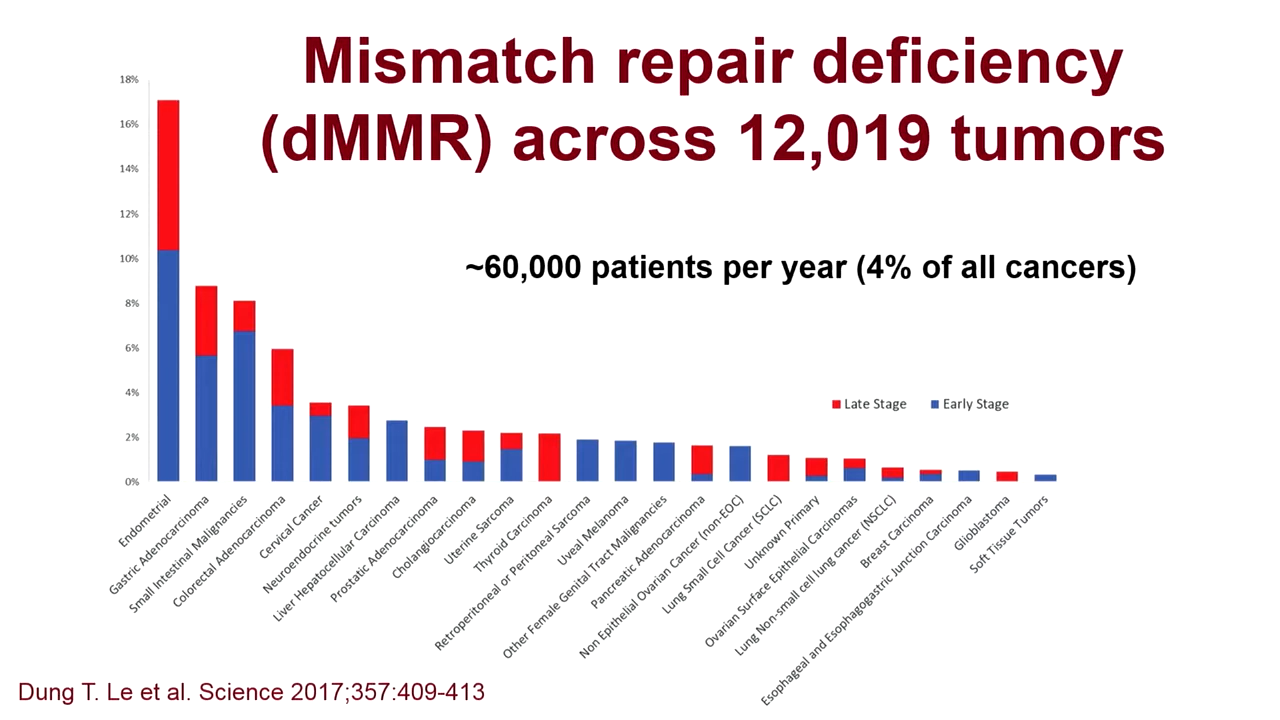 Mismatch repair deficiency
(dMMR) across 12,019 tumors
~60,000 patients per year (4% of all cancers)
18%
16%
14%
12%
10%
8%
6%
4%
2%
0%
Late Stage
Early Stage
Endometrial
Gastric Adenocarcinoma
Small Intestinal Malignancies
Colorectal Adenocarcinoma
Cervical Cancer
Neuroendocrine tumors
Liver Hepatocellular Carcinoma
Prostatic Adenocarcinoma
Cholangiocarcinoma
Uterine Sarcoma
Thyroid Carcinoma
Retroperitoneal or Peritoneal Sarcoma
Uveal Melanoma
Other Female Genital Tract Malignancies
Pancreatic Adenocarcinoma
Non Epithelial Ovarian Cancer (non-EOC)
Lung Small Cell Cancer (SCLC)
Unknown Primary
Ovarian Surface Epithelial Carcinomas
Lung Non-small cell lung cancer (NSCLC)
Breast Carcinoma
Esophageal and Esophagogastric Junction Carcinoma
Glioblastoma
Soft Tissue Tumors
Dung T. Le et al. Science 2017;357:409-413